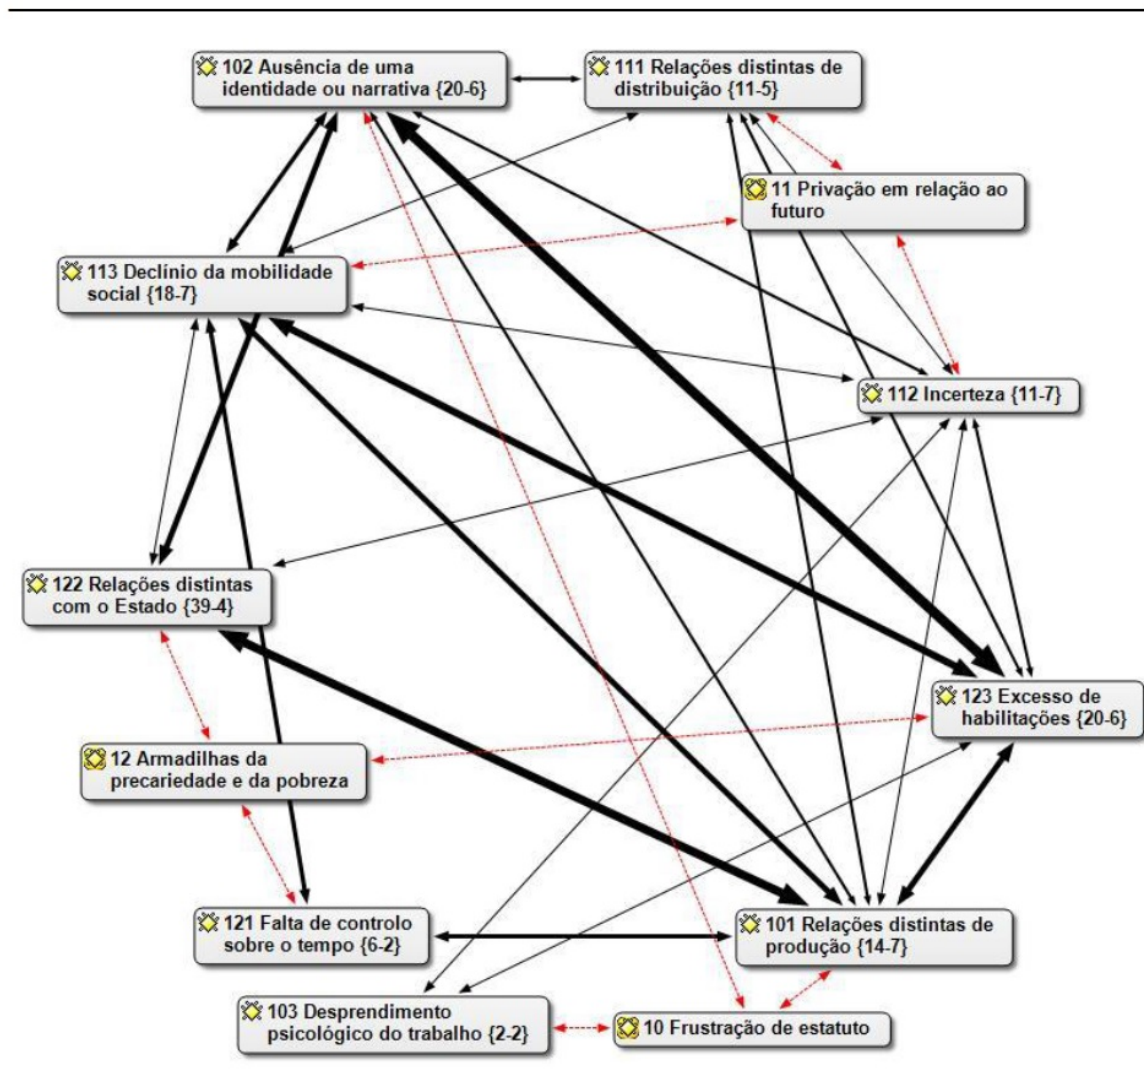 102 Ausência de uma
identidade ou narrativa {20-6}
111 Relações distintas de
distribuição {11-5}
11 Privação em relação ao
futuro
113 Declínio da mobilidade
social {18-7}
112 Incerteza {11-7}
122 Relações distintas
com o Estado {39-4}
123 Excesso de
habilitações {20-6}
12 Armadilhas da
precariedade e da pobreza
121 Falta de controlo
sobre o tempo {6-2}
101 Relações distintas de
produção {14-7}
103 Desprendimento
psicológico do trabalho {2-2}
10 Frustração de estatuto